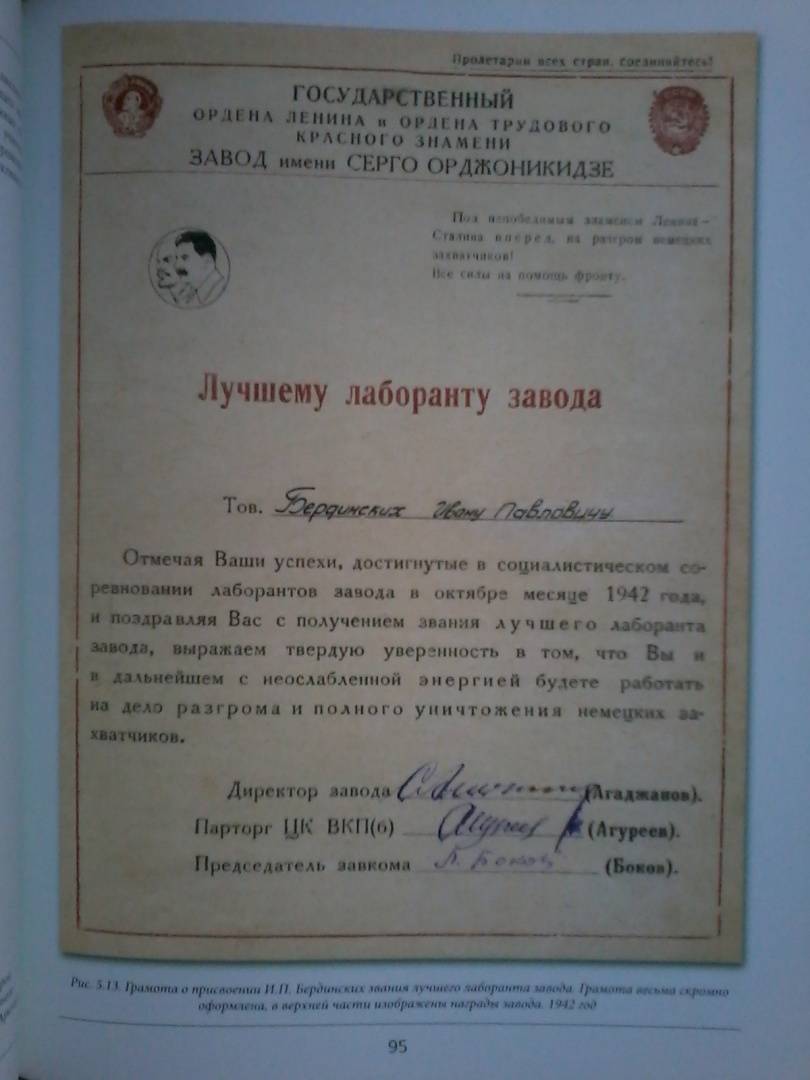 Пролетарии всех стран, соединяйтесь!
ГОСУДАРСТВЕННЫЙ
ОРДЕНА ЛЕНИНА и ОРДЕНА ТРУДОВОГО
КРАСНОГО ЗНАМЕНИ
ЗАВОД имени СЕРГО ОРДЖОНИКИДЗЕ
Под непобедимым знаменем Ленина–
Сталина вперед, на разгром немецких
захватчиков!
Все силы на помощь фронту.
Лучшему лаборанту завода
Тов. Бердинских Ивану Павловичу
Отмечая Ваши успехи, достигнутые в социалистическом со-
ревновании лаборантов завода в октябре месяце 1942 года,
и поздравляя Вас с получением звания лучшего лаборанта
завода, выражаем твердую уверенность в том, что Вы и
в дальнейшем с неослабленной энергией будете работать
на дело разгрома и полного уничтожения немецких за-
хватчиков.
Директор завода (Агаджанов).
Парторг ЦК ВКП(б) Агуреев (Агуреев).
Председатель завкома П. Боков (Боков).
Рис. 5.13. Грамота о присвоении И.П. Бердинских звания лучшего лаборанта завода. Грамота весьма скромно
оформлена, в верхней части изображены награды завода. 1942 год
95